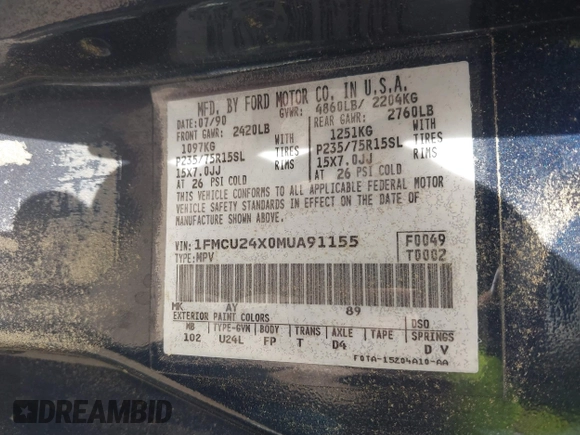 MFD. BY FORD MOTOR CO. IN U.S.A.
DATE: 07/90 GVWR: 4860LB/ 2204KG
FRONT GAWR: 2420LB REAR GAWR: 2760LB
1097KG WITH 1251KG WITH
P235/75R15SL TIRES P235/75R15SL TIRES
15X7.0JJ RIMS 15X7.0JJ RIMS
AT 26 PSI COLD AT 26 PSI COLD
THIS VEHICLE CONFORMS TO ALL APPLICABLE FEDERAL MOTOR
VEHICLE SAFETY STANDARDS IN EFFECT ON THE DATE OF
MANUFACTURE SHOWN ABOVE
VIN: 1FMCU24X0MUA91155 F0049
TYPE: MPV T0002
MK AY 89
EXTERIOR PAINT COLORS DSO
WB TYPE-GVW BODY TRANS AXLE TAPE SPRINGS
102 U24L FP T D4 D V
F0TA-15204A10-AA
DREAMBID